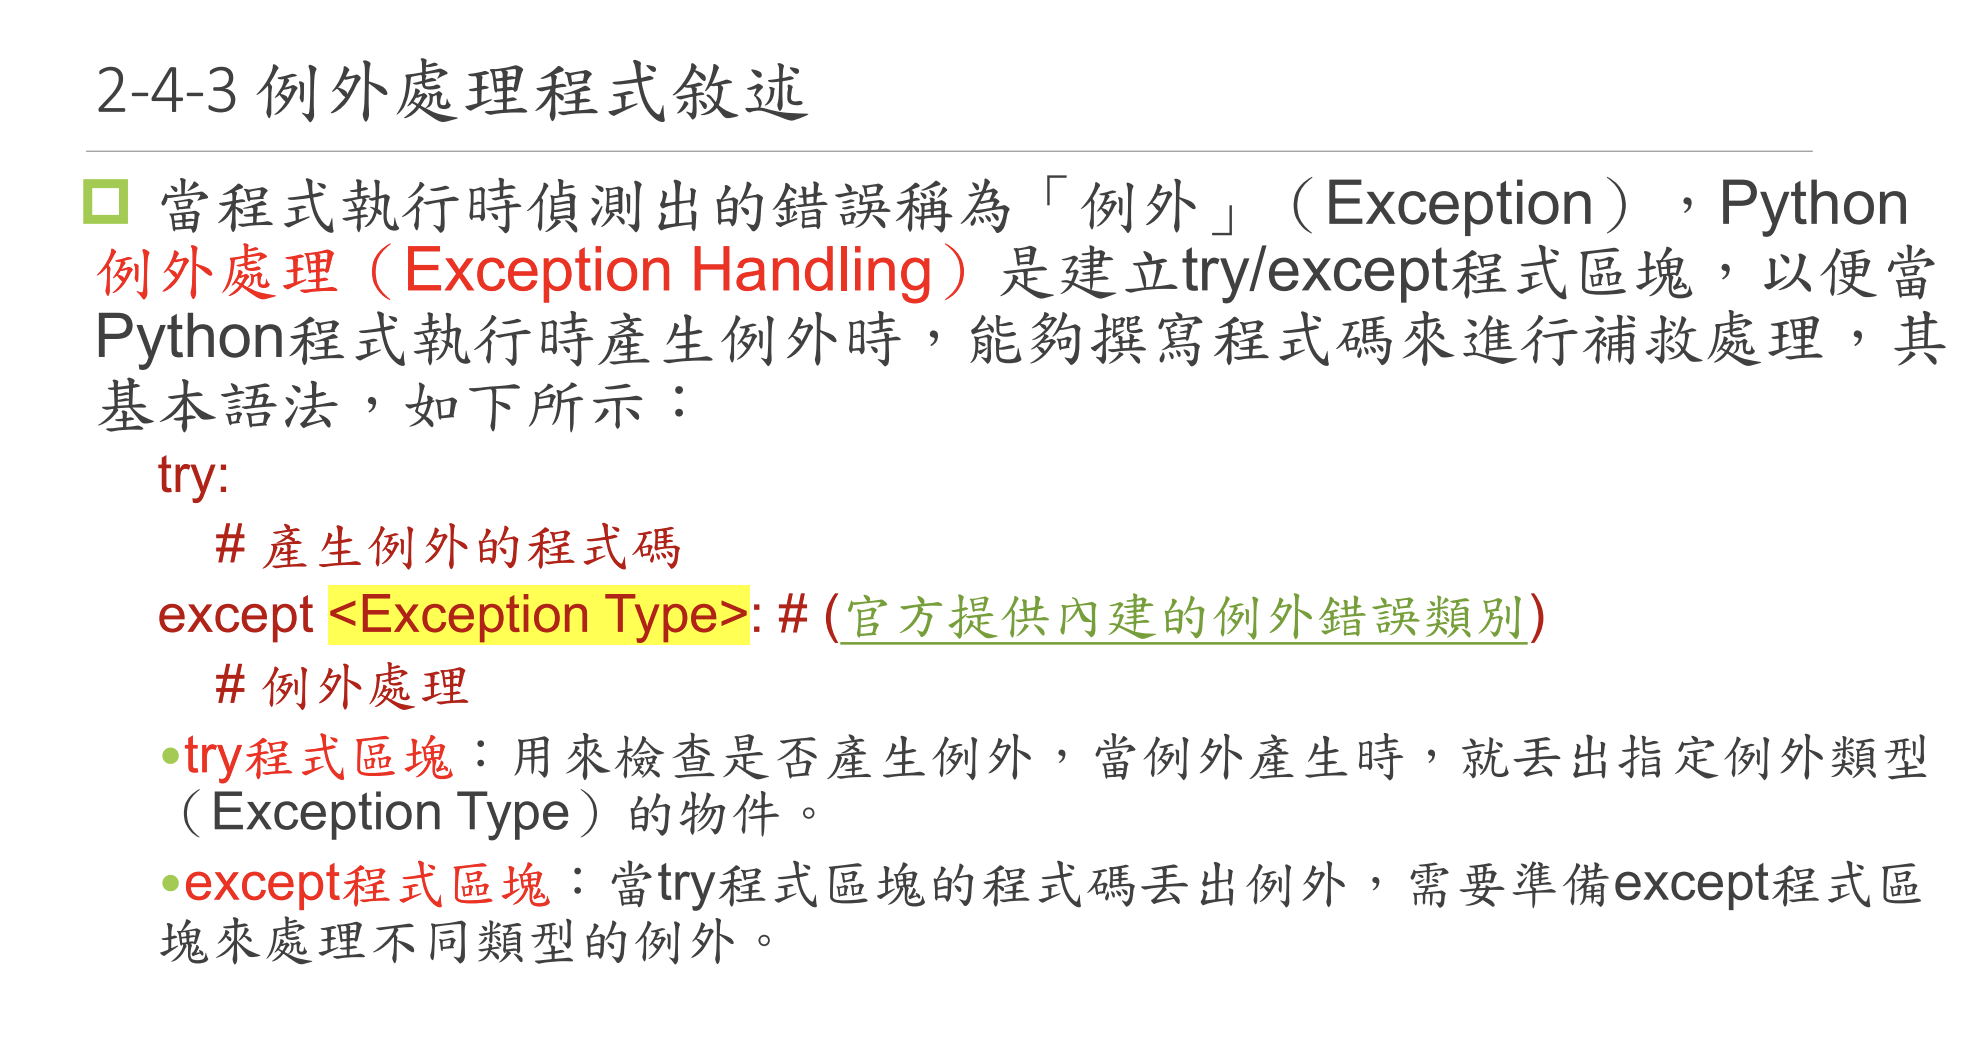 2-4-3 例外處理程式敘述
當程式執行時偵測出的錯誤稱為「例外」（Exception），Python
例外處理（Exception Handling）是建立try/except程式區塊，以便當
Python程式執行時產生例外時，能夠撰寫程式碼來進行補救處理，其
基本語法，如下所示：
try:
# 產生例外的程式碼
except <Exception Type>: # (官方提供內建的例外錯誤類別)
# 例外處理
•try程式區塊：用來檢查是否產生例外，當例外產生時，就丟出指定例外類型
（Exception Type）的物件。
•except程式區塊：當try程式區塊的程式碼丟出例外，需要準備except程式區
塊來處理不同類型的例外。